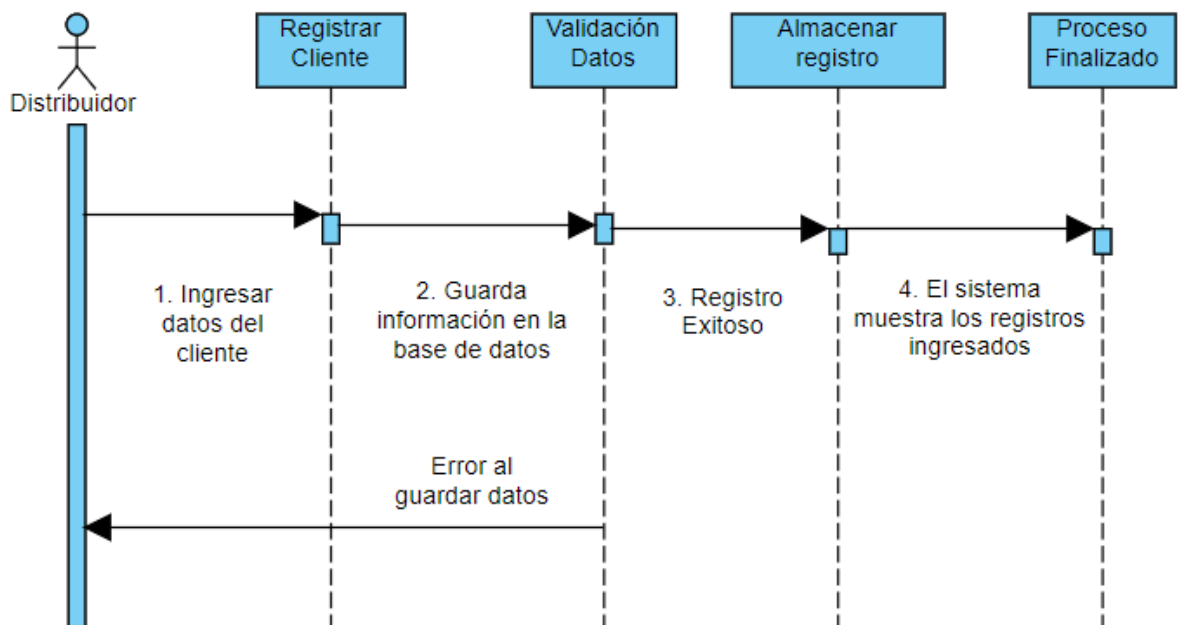 Registrar
Cliente
Validación
Datos
Almacenar
registro
Proceso
Finalizado
Distribuidor
1. Ingresar
datos del
cliente
2. Guarda
información en la
base de datos
3. Registro
Exitoso
4. El sistema
muestra los registros
ingresados
Error al
guardar datos